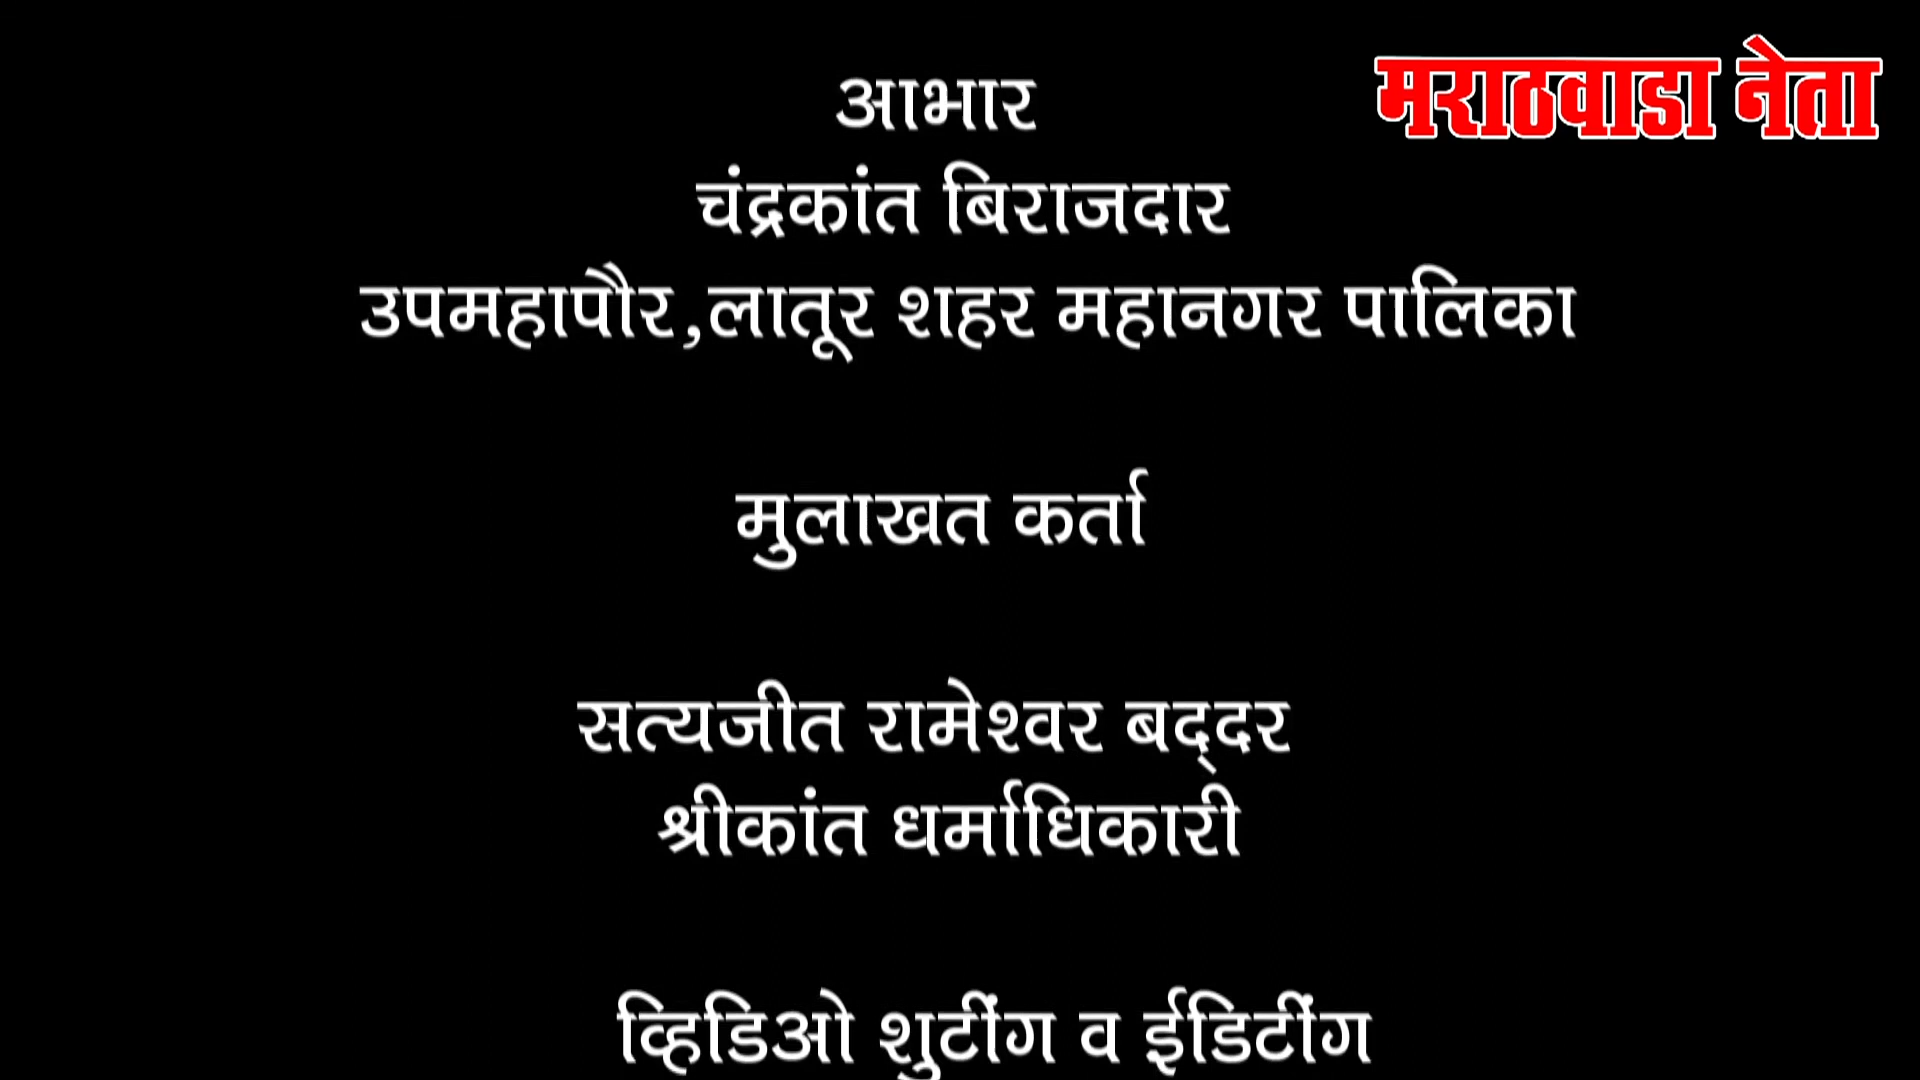 मराठवाडा नेता
आभार
चंद्रकांत बिराजदार
उपमहापौर,लातूर शहर महानगर पालिका
मुलाखत कर्ता
सत्यजीत रामेश्वर बद्‌दर
श्रीकांत धर्माधिकारी
व्हिडिओ शुटींग व ईडिटींग